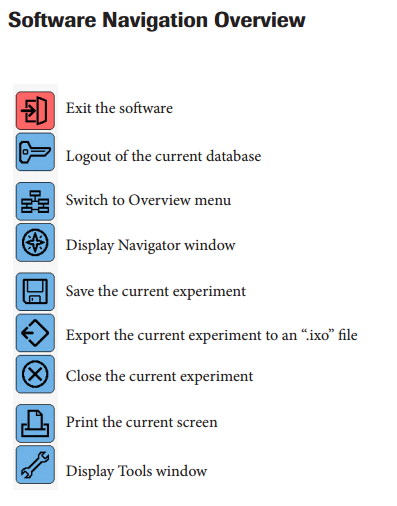 Software Navigation Overview
Exit the software
Logout of the current database
Switch to Overview menu
Display Navigator window
Save the current experiment
Export the current experiment to an “.ixo” file
Close the current experiment
Print the current screen
Display Tools window